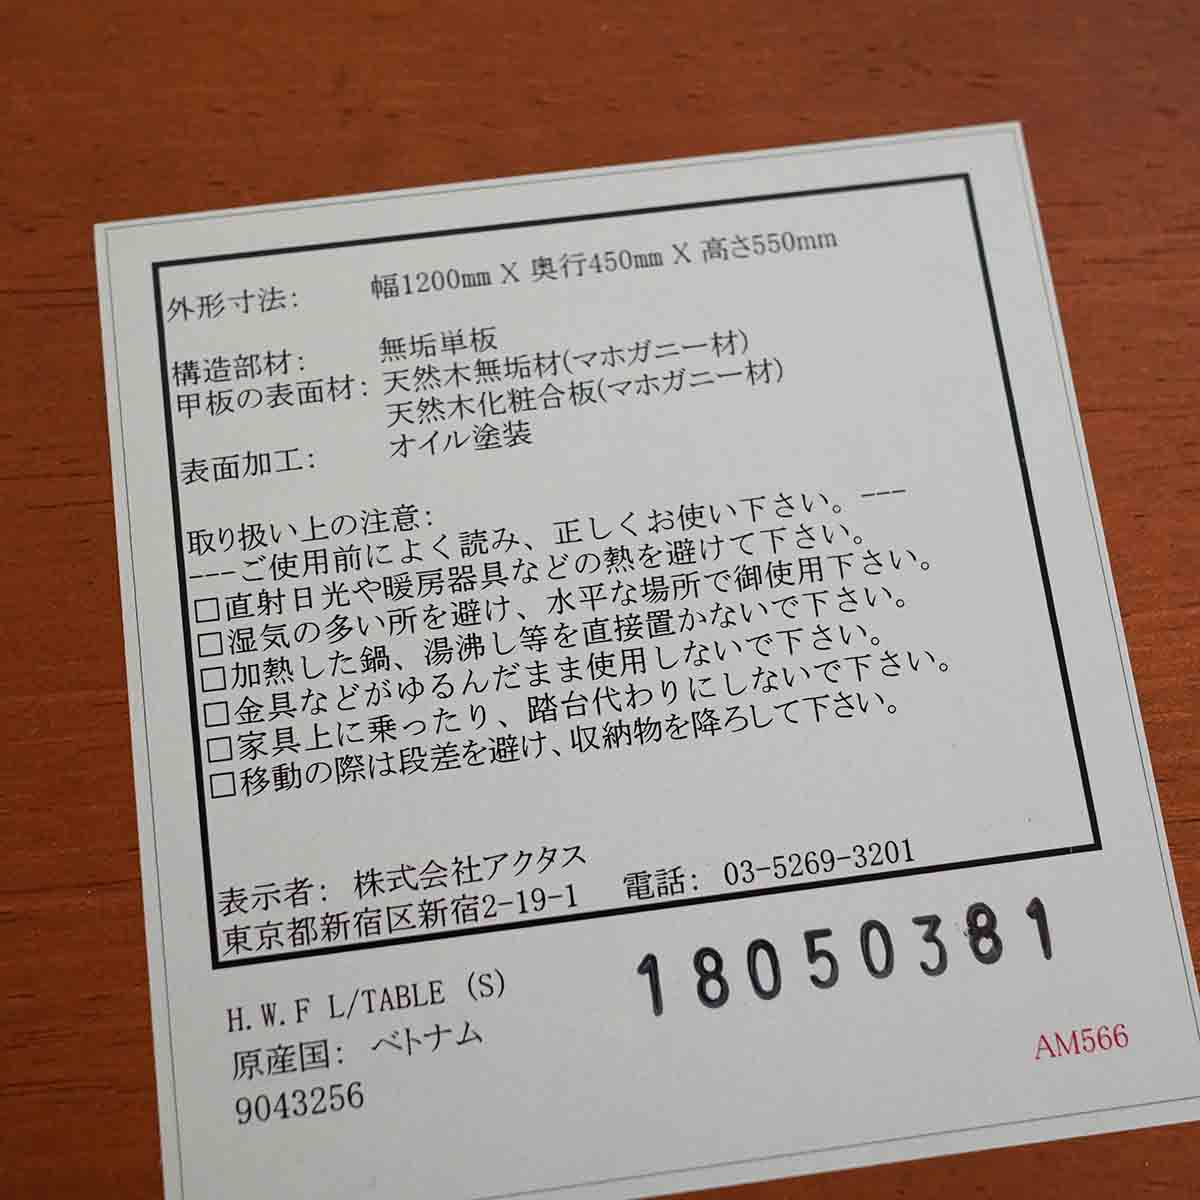 外形寸法: 幅1200mm X 奥行450mm X 高さ550mm
構造部材: 無垢単板
甲板の表面材: 天然木無垢材(マホガニー材)
天然木化粧合板(マホガニー材)
表面加工: オイル塗装
取り扱い上の注意:
---ご使用前によく読み、正しくお使い下さい。---
□直射日光や暖房器具などの熱を避けて下さい。
□湿気の多い所を避け、水平な場所で御使用下さい。
□加熱した鍋、湯沸し等を直接置かないで下さい。
□金具などがゆるんだまま使用しないで下さい。
□家具上に乗ったり、踏台代わりにしないで下さい。
□移動の際は段差を避け、収納物を降ろして下さい。
表示者: 株式会社アクタス
東京都新宿区新宿2-19-1 電話: 03-5269-3201
18050381
H.W.F L/TABLE (S)
原産国: ベトナム
AM566
9043256